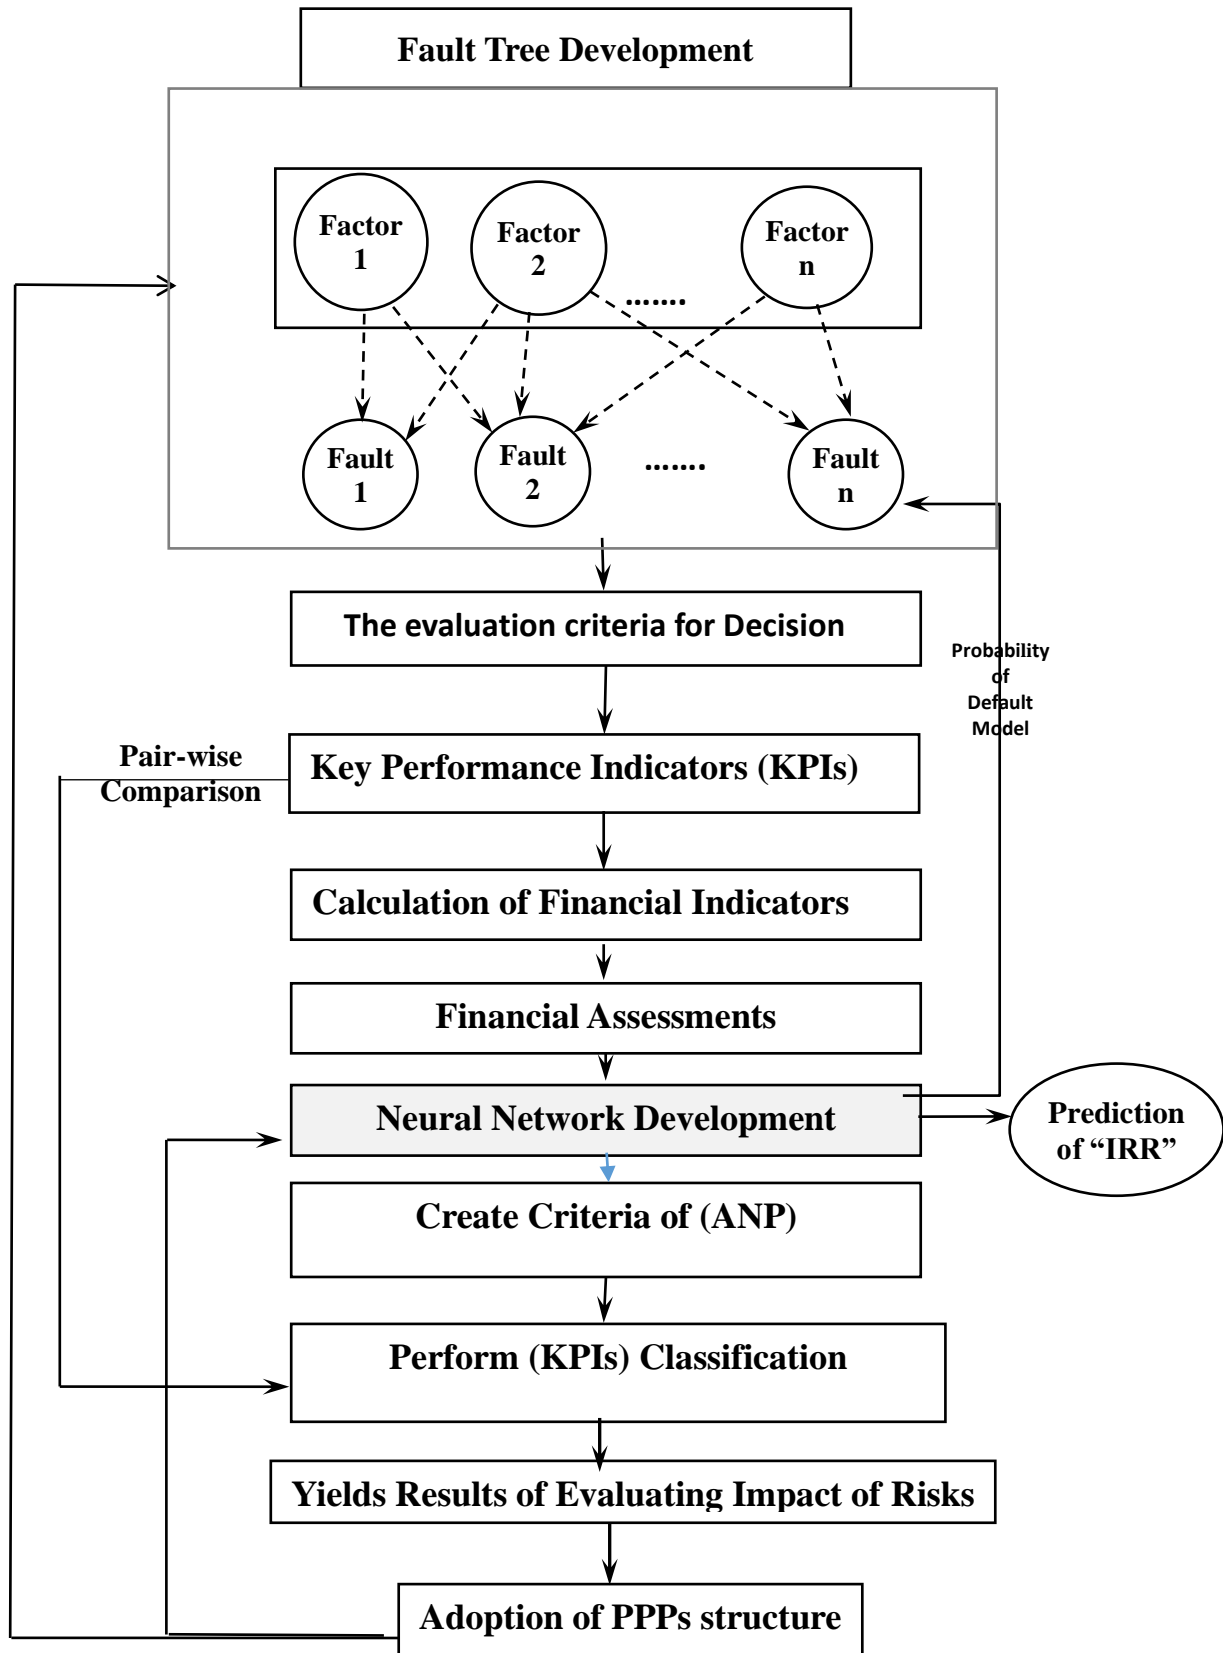 Fault Tree Development
Factor
1
Factor
2
Factor
n
…….
Fault
1
Fault
2
…….
Fault
n
The evaluation criteria for Decision
Probability
of
Default
Model
Pair-wise
Comparison
Key Performance Indicators (KPIs)
Calculation of Financial Indicators
Financial Assessments
Neural Network Development
Prediction
of “IRR”
Create Criteria of (ANP)
Perform (KPIs) Classification
Yields Results of Evaluating Impact of Risks
Adoption of PPPs structure